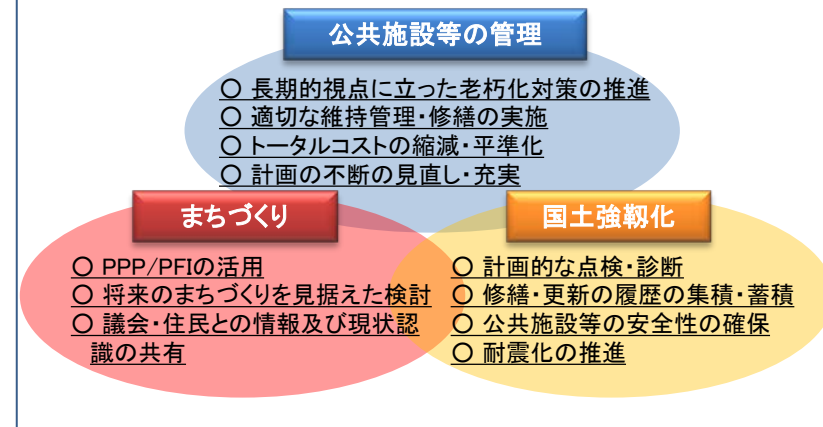 公共施設等の管理
○ 長期的視点に立った老朽化対策の推進
○ 適切な維持管理・修繕の実施
○ トータルコストの縮減・平準化
○ 計画の不断の見直し・充実
まちづくり
○ PPP/PFIの活用
○ 将来のまちづくりを見据えた検討
○ 議会・住民との情報及び現状認
識の共有
国土強靱化
○ 計画的な点検・診断
○ 修繕・更新の履歴の集積・蓄積
○ 公共施設等の安全性の確保
○ 耐震化の推進